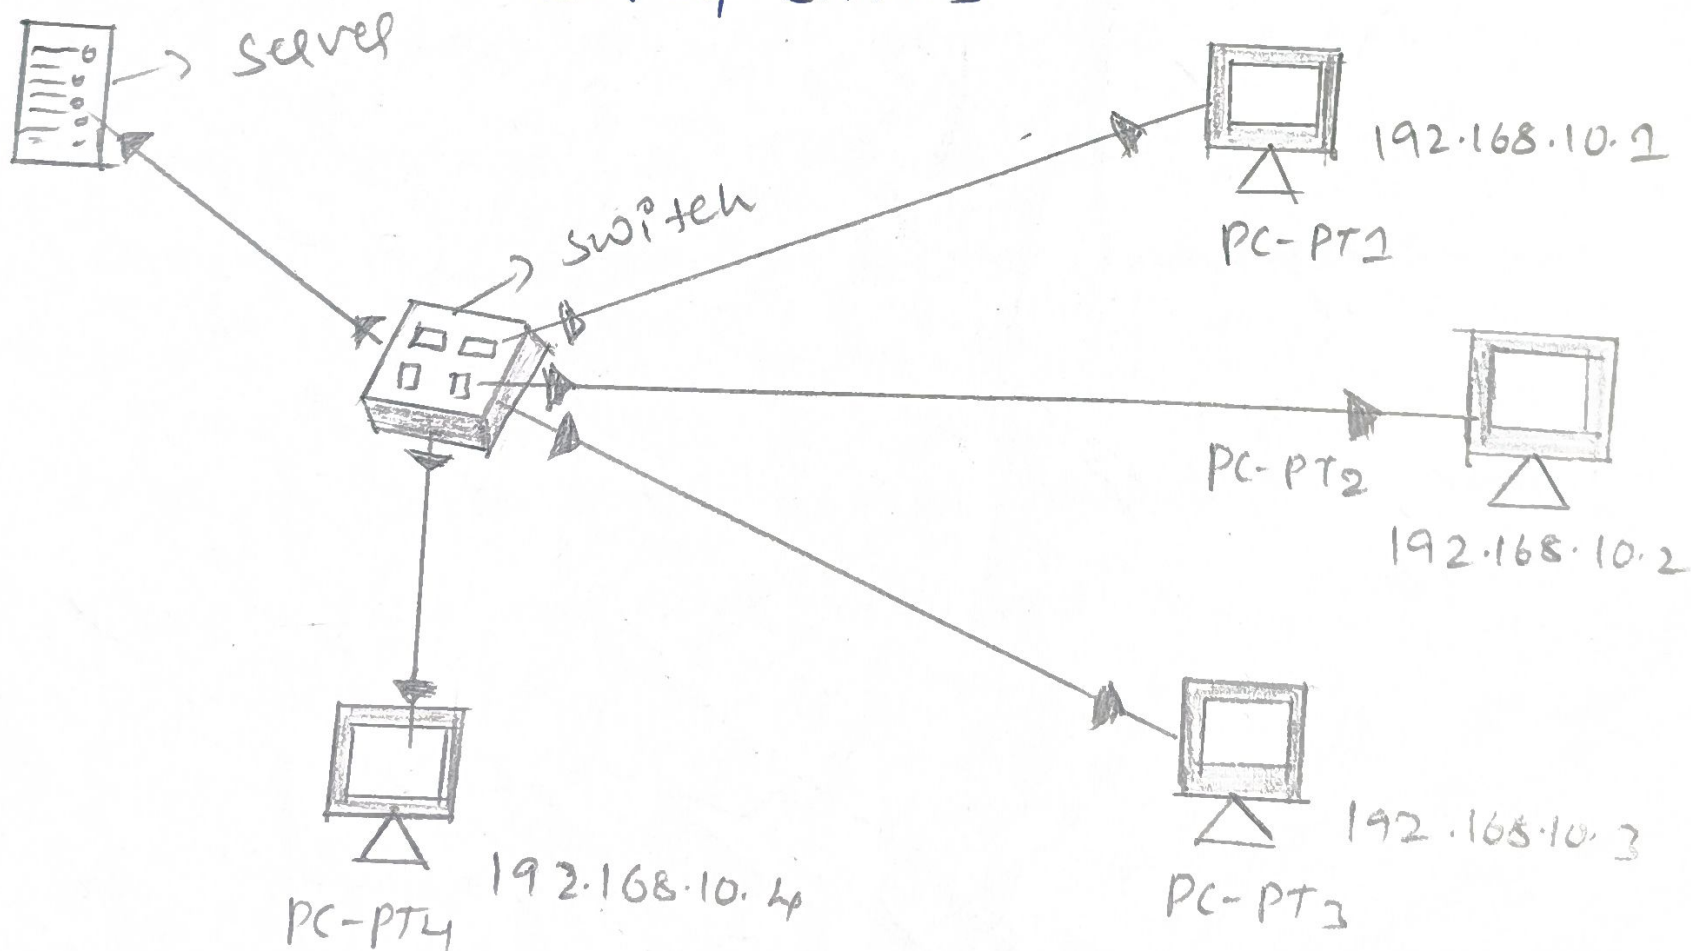 server
switch
192.168.10.1
PC-PT1
PC-PT2
192.168.10.2
192.168.10.3
PC-PT3
192.168.10.4
PC-PT4